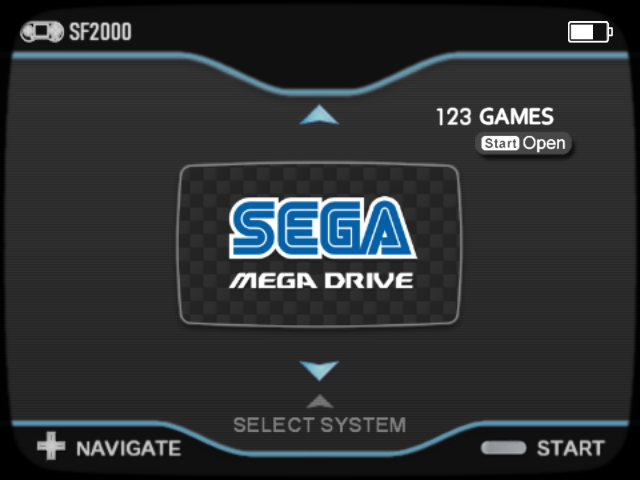 SF2000
123 GAMES
Start Open
SEGA
MEGA DRIVE
SELECT SYSTEM
NAVIGATE
START